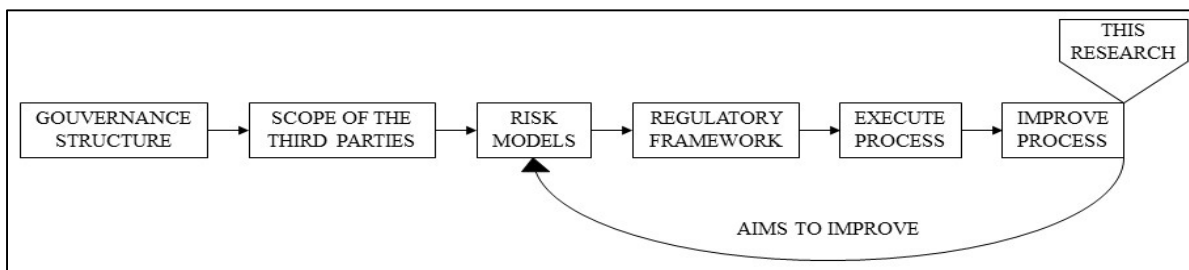 THIS
RESEARCH
GOUVERNANCE
STRUCTURE
SCOPE OF THE
THIRD PARTIES
RISK
MODELS
REGULATORY
FRAMEWORK
EXECUTE
PROCESS
IMPROVE
PROCESS
AIMS TO IMPROVE